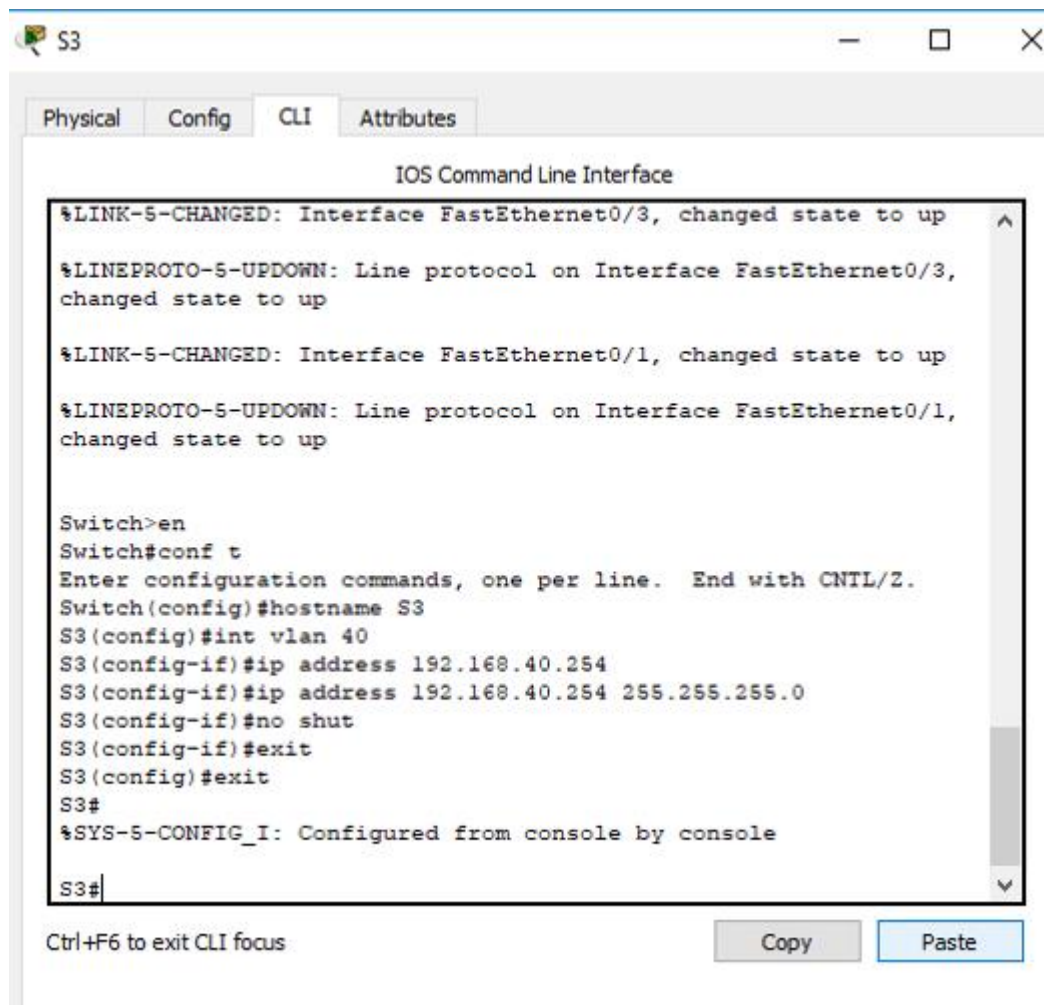 S3
Physical Config CLI Attributes
IOS Command Line Interface
%LINK-5-CHANGED: Interface FastEthernet0/3, changed state to up
%LINEPROTO-5-UPDOWN: Line protocol on Interface FastEthernet0/3,
changed state to up
%LINK-5-CHANGED: Interface FastEthernet0/1, changed state to up
%LINEPROTO-5-UPDOWN: Line protocol on Interface FastEthernet0/1,
changed state to up
Switch>en
Switch#conf t
Enter configuration commands, one per line.  End with CNTL/Z.
Switch(config)#hostname S3
S3(config)#int vlan 40
S3(config-if)#ip address 192.168.40.254
S3(config-if)#ip address 192.168.40.254 255.255.255.0
S3(config-if)#no shut
S3(config-if)#exit
S3(config)#exit
S3#
%SYS-5-CONFIG_I: Configured from console by console
S3#
Ctrl+F6 to exit CLI focus Copy Paste